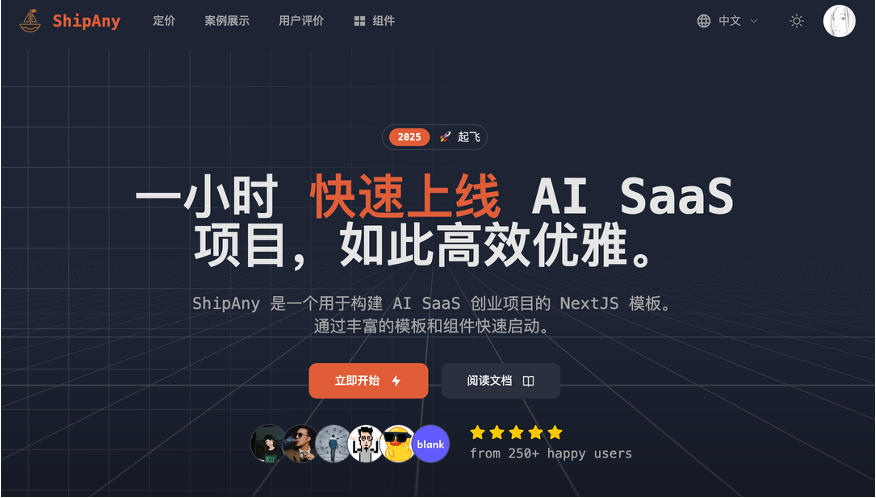 ShipAny 定价 案例展示 用户评价 组件 中文
2025 🚀 起飞
一小时 快速上线 AI SaaS
项目，如此高效优雅。
ShipAny 是一个用于构建 AI SaaS 创业项目的 NextJS 模板。
通过丰富的模板和组件快速启动。
立即开始 阅读文档
blank
from 250+ happy users